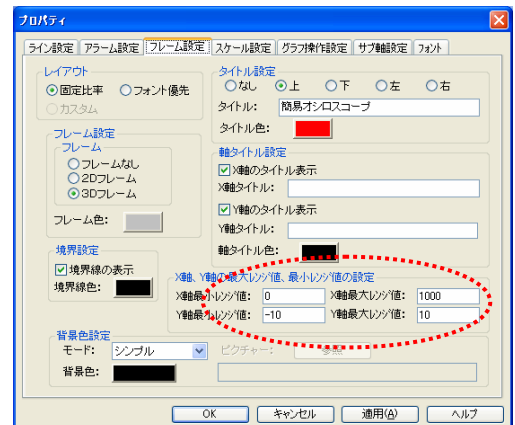 プロパティ
ライン設定 アラーム設定 フレーム設定 スケール設定 グラフ操作設定 サブ軸設定 フォント
レイアウト
固定比率 フォント優先
カスタム
フレーム設定
フレーム
フレームなし
2Dフレーム
3Dフレーム
フレーム色:
境界設定
境界線の表示
境界線色:
タイトル設定
なし 上 下 左 右
タイトル: 簡易オシロスコープ
タイトル色:
軸タイトル設定
X軸のタイトル表示
X軸タイトル:
Y軸のタイトル表示
Y軸タイトル:
軸タイトル色:
X軸、Y軸の最大レンジ値、最小レンジ値の設定
X軸最小レンジ値: 0 X軸最大レンジ値: 1000
Y軸最小レンジ値: -10 Y軸最大レンジ値: 10
背景色設定
モード: シンプル ピクチャー: 参照
背景色:
OK キャンセル 適用(A) ヘルプ